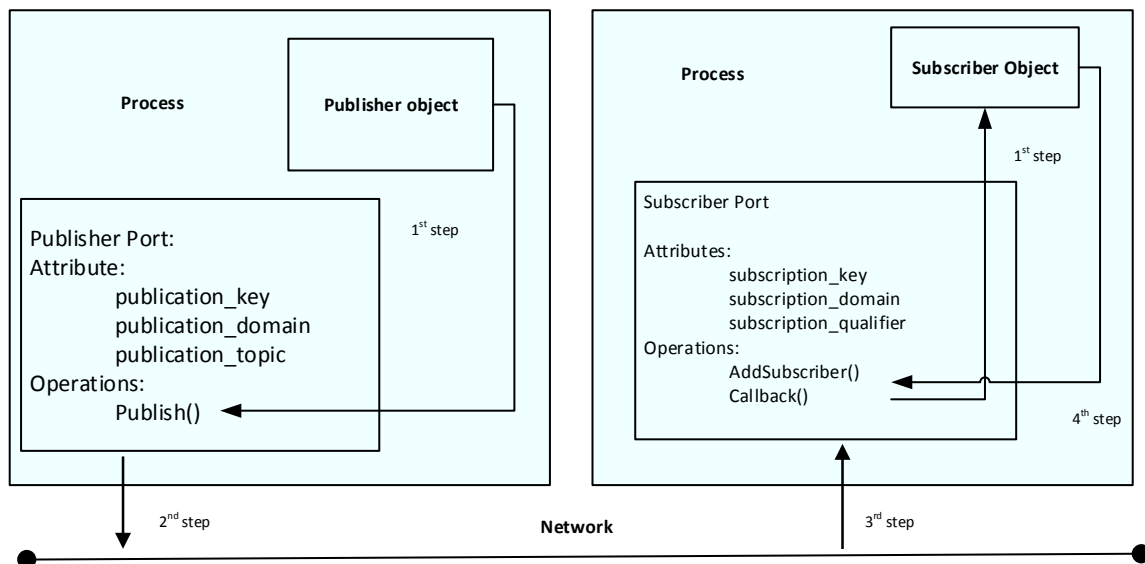 Process
Publisher object
1st step
Publisher Port:
Attribute:
publication_key
publication_domain
publication_topic
Operations:
Publish()
2nd step
Process
Subscriber Object
1st step
Subscriber Port
Attributes:
subscription_key
subscription_domain
subscription_qualifier
Operations:
AddSubscriber()
Callback()
4th step
3rd step
Network